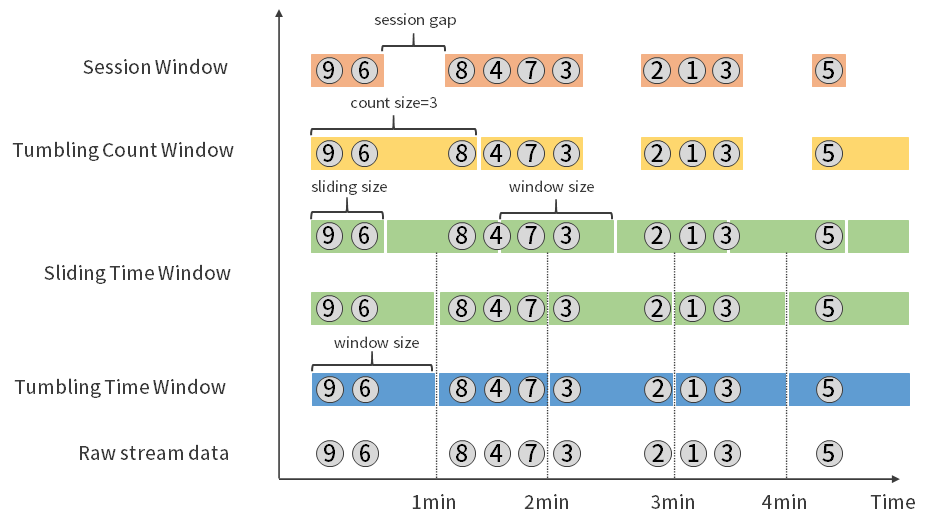 session gap
Session Window
9 6 8 4 7 3 2 1 3 5
count size=3
Tumbling Count Window
9 6 8 4 7 3 2 1 3 5
sliding size window size
9 6 8 4 7 3 2 1 3 5
Sliding Time Window
9 6 8 4 7 3 2 1 3 5
window size
Tumbling Time Window
9 6 8 4 7 3 2 1 3 5
Raw stream data
9 6 8 4 7 3 2 1 3 5
1min 2min 3min 4min Time